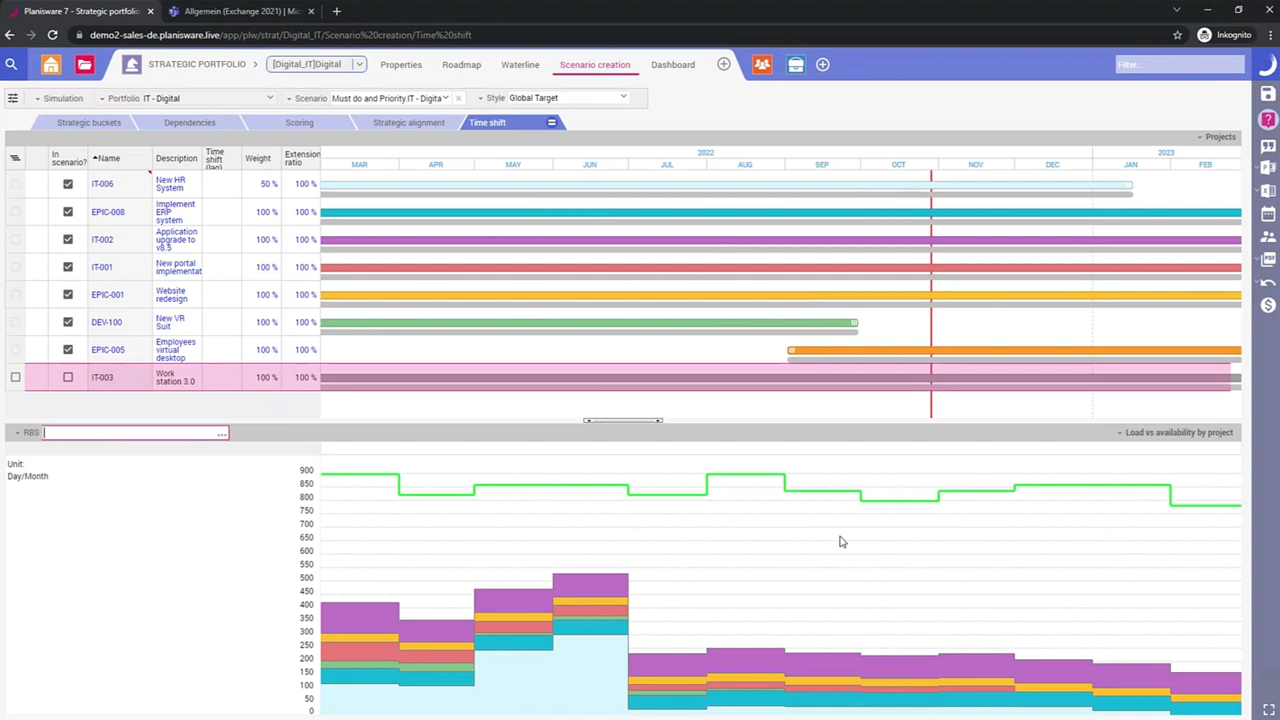 Planisware 7 - Strategic portfolio
Allgemein (Exchange 2021) | Mic
demo2-sales-de.planisware.live/app/plw/strat/Digital_IT/Scenario%20creation/Time%20shift
Inkognito
STRATEGIC PORTFOLIO
[Digital_IT]Digital
Properties
Roadmap
Waterline
Scenario creation
Dashboard
Filter...
Simulation
Portfolio IT - Digital
Scenario Must do and Priority.IT - Digita
Style Global Target
Strategic buckets
Dependencies
Scoring
Strategic alignment
Time shift
Projects
In scenario? Name Description Time shift (lag) Weight Extension ratio
2022 2023
MAR APR MAY JUN JUL AUG SEP OCT NOV DEC JAN FEB
IT-006 New HR System 50 % 100 %
EPIC-008 Implement ERP system 100 % 100 %
IT-002 Application upgrade to v8.5 100 % 100 %
IT-001 New portal implementat 100 % 100 %
EPIC-001 Website redesign 100 % 100 %
DEV-100 New VR Suit 100 % 100 %
EPIC-005 Employees virtual desktop 100 % 100 %
IT-003 Work station 3.0 100 % 100 %
RBS
...
Load vs availability by project
Unit:
Day/Month
900
850
800
750
700
650
600
550
500
450
400
350
300
250
200
150
100
50
0